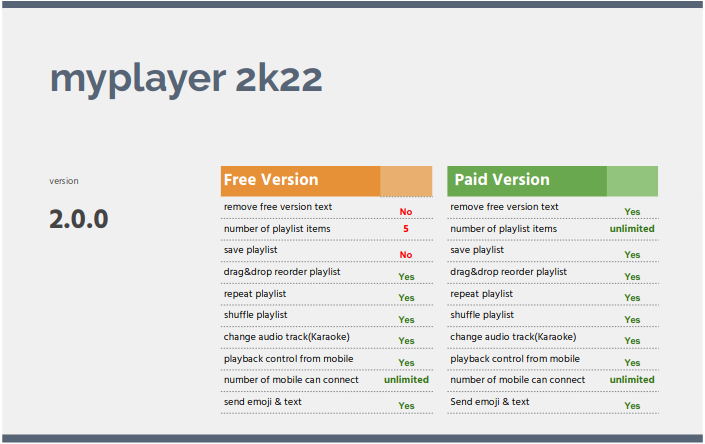 myplayer 2k22
version
2.0.0
Free Version
remove free version text No
number of playlist items 5
save playlist No
drag&drop reorder playlist Yes
repeat playlist Yes
shuffle playlist Yes
change audio track(Karaoke) Yes
playback control from mobile Yes
number of mobile can connect unlimited
send emoji & text Yes
Paid Version
remove free version text Yes
number of playlist items unlimited
save playlist Yes
drag&drop reorder playlist Yes
repeat playlist Yes
shuffle playlist Yes
change audio track(Karaoke) Yes
playback control from mobile Yes
number of mobile can connect unlimited
Send emoji & text Yes